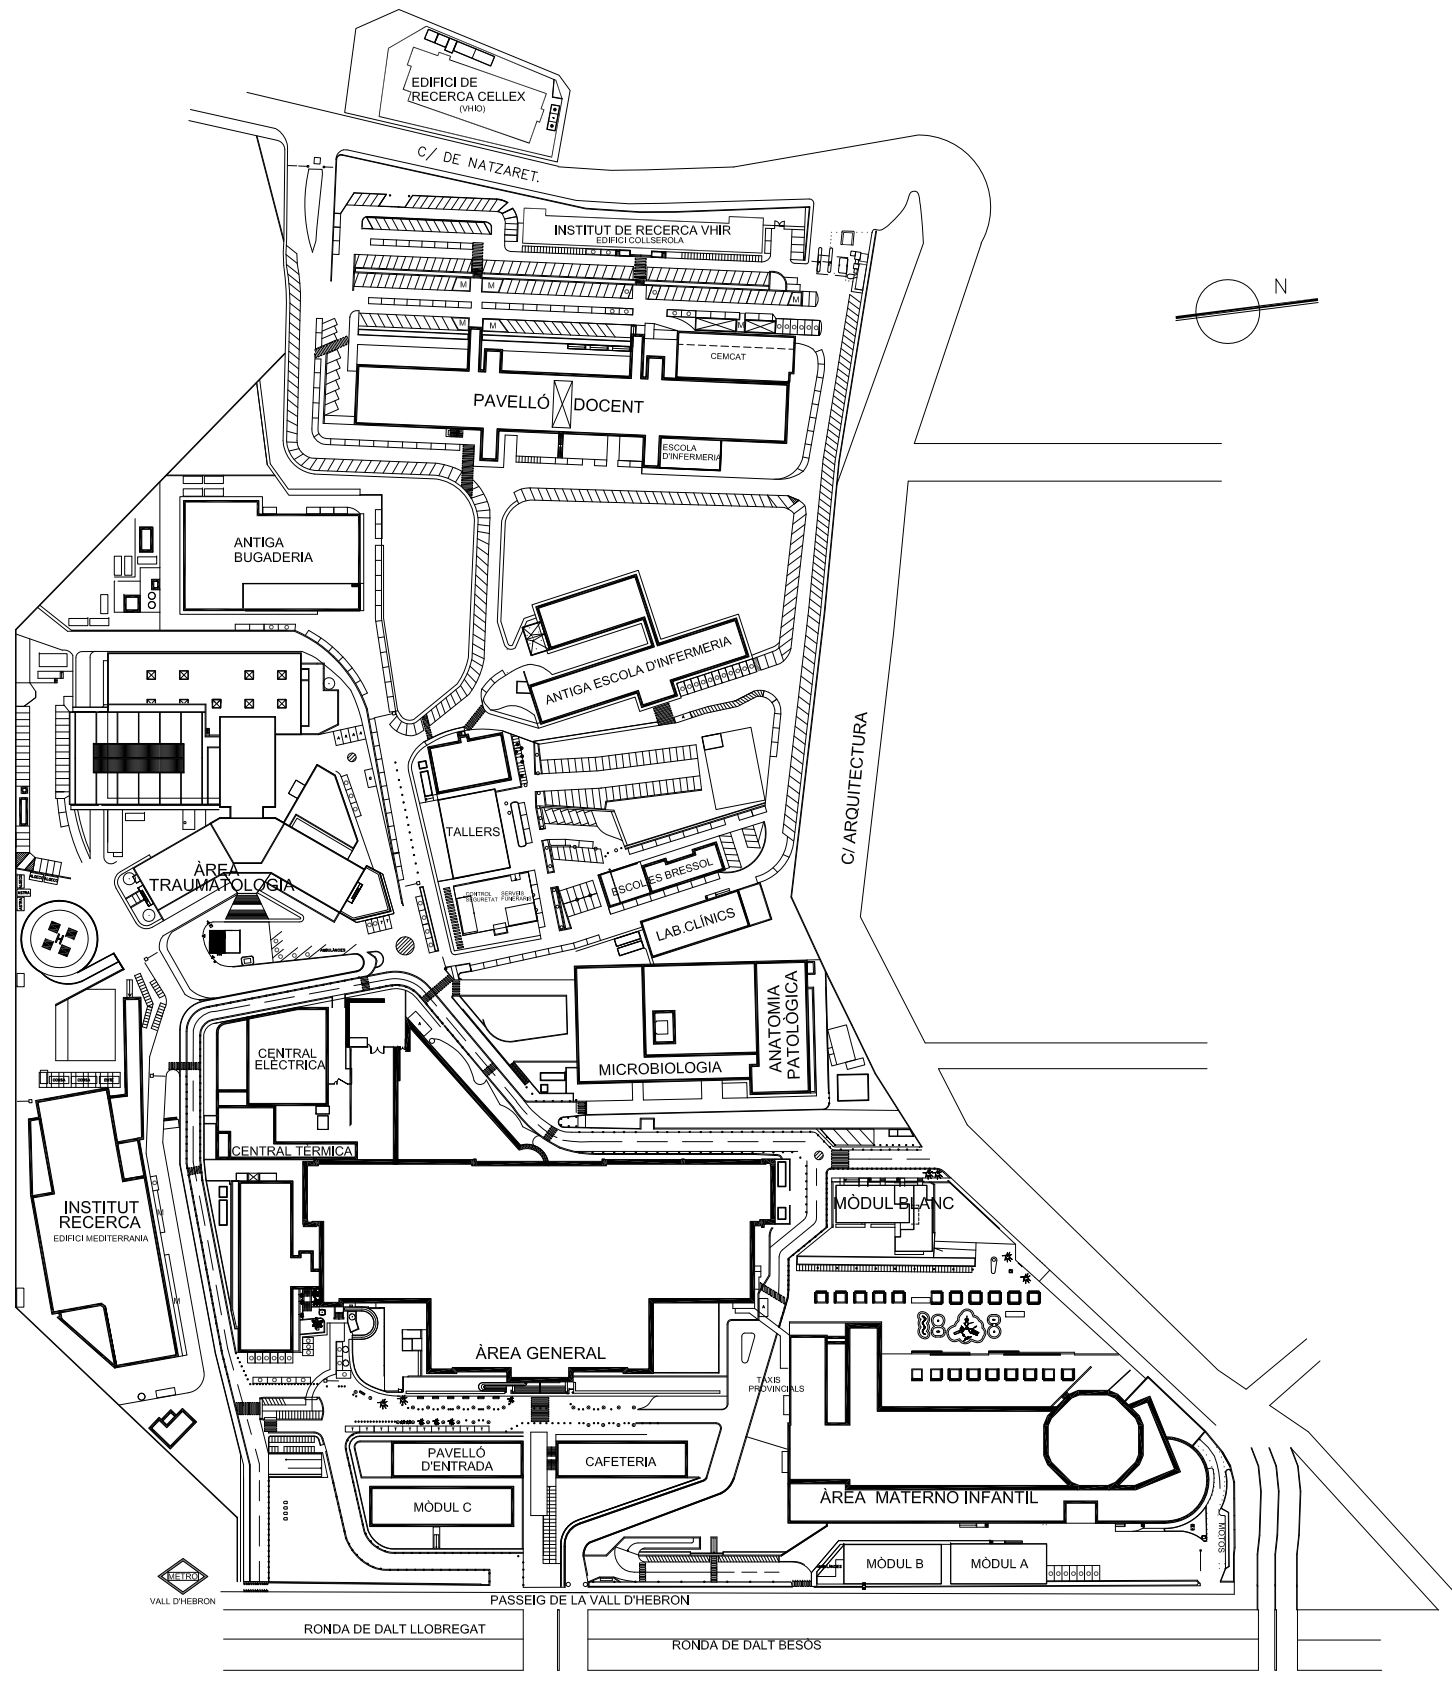 EDIFICI DE
RECERCA CELLEX
(VHIO)
C/ DE NATZARET.
INSTITUT DE RECERCA VHIR
EDIFICI COLLSEROLA
N
M
M
M
M
M
M
CEMCAT
PAVELLÓ DOCENT
ESCOLA
D'INFERMERIA
ANTIGA
BUGADERIA
ANTIGA ESCOLA D'INFERMERIA
C/ ARQUITECTURA
TALLERS
ÀREA
TRAUMATOLOGIA
CONTROL
SEGURETAT
SERVEIS
FUNERARIS
ESCOLES BRESSOL
LAB.CLÍNICS
H
AMBULÀNCIES
CENTRAL
ELÈCTRICA
MICROBIOLOGIA
ANATOMIA
PATOLÒGICA
CENTRAL TÈRMICA
INSTITUT
RECERCA
EDIFICI MEDITERRANIA
M
M
MÒDUL BLANC
ÀREA GENERAL
TAXIS
PROVINCIALS
PAVELLÓ
D'ENTRADA
CAFETERIA
MÒDUL C
ÀREA MATERNO INFANTIL
MOTOS
MÒDUL B
MÒDUL A
METRO
VALL D'HEBRON
PASSEIG DE LA VALL D'HEBRON
RONDA DE DALT LLOBREGAT
RONDA DE DALT BESÒS